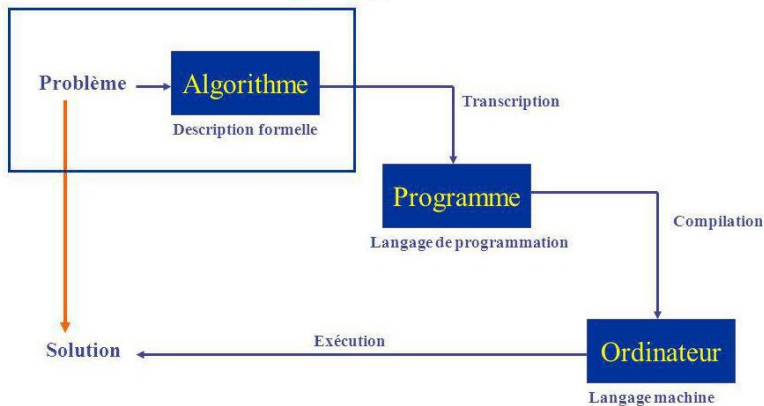 Problème
Algorithme
Description formelle
Transcription
Programme
Langage de programmation
Compilation
Ordinateur
Langage machine
Exécution
Solution